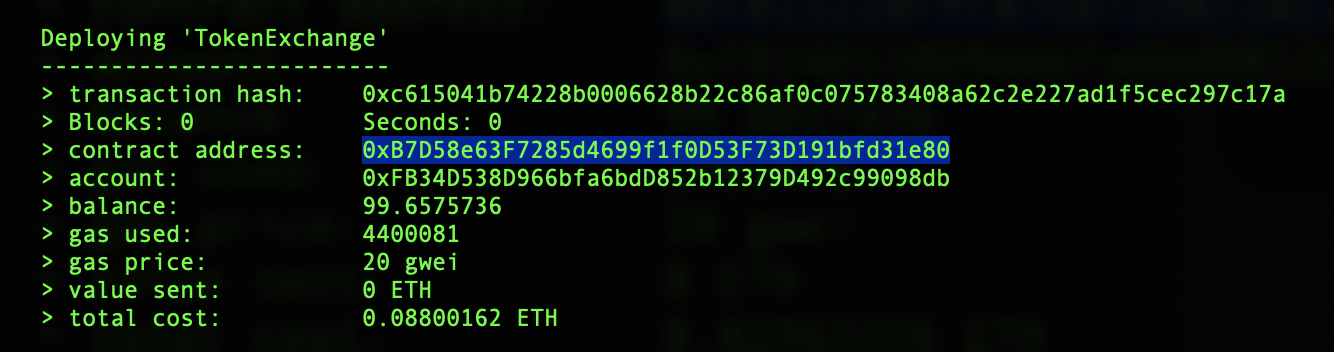 Deploying 'TokenExchange'
-------------------------
> transaction hash: 0xc615041b74228b0006628b22c86af0c075783408a62c2e227ad1f5cec297c17a
> Blocks: 0 Seconds: 0
> contract address: 0xB7D58e63F7285d4699f1f0D53F73D191bfd31e80
> account: 0xFB34D538D966bfa6bdD852b12379D492c99098db
> balance: 99.6575736
> gas used: 4400081
> gas price: 20 gwei
> value sent: 0 ETH
> total cost: 0.08800162 ETH